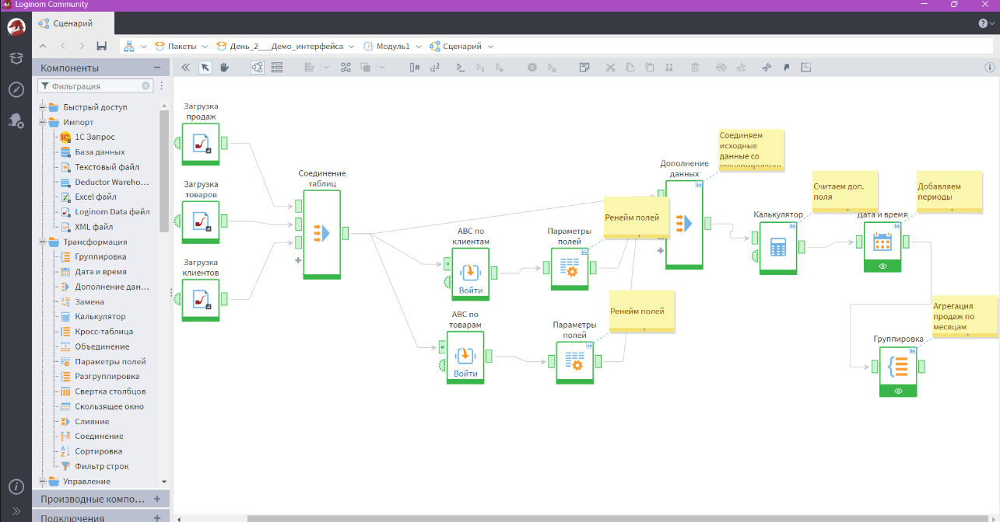 Loginom Community
Сценарий
Пакеты
День_2___Демо_интерфейса
Модуль1
Сценарий
Компоненты
Фильтрация
Быстрый доступ
Импорт
1С Запрос
База данных
Текстовый файл
Deductor Wareho...
Excel файл
Loginom Data файл
XML файл
Трансформация
Группировка
Дата и время
Дополнение дан...
Замена
Калькулятор
Кросс-таблица
Объединение
Параметры полей
Разгруппировка
Свертка столбцов
Скользящее окно
Слияние
Соединение
Сортировка
Фильтр строк
Управление
Производные компо...
Подключения
Загрузка
продаж
Загрузка
товаров
Загрузка
клиентов
Соединение
таблиц
ABC по
клиентам
Войти
ABC по
товарам
Войти
Параметры
полей
Ренейм полей
Параметры
полей
Ренейм полей
Дополнение
данных
Соединяем
исходные
данные со
Калькулятор
Считаем доп.
поля
Дата и время
Добавляем
периоды
Группировка
Агрегация
продаж по
месяцам